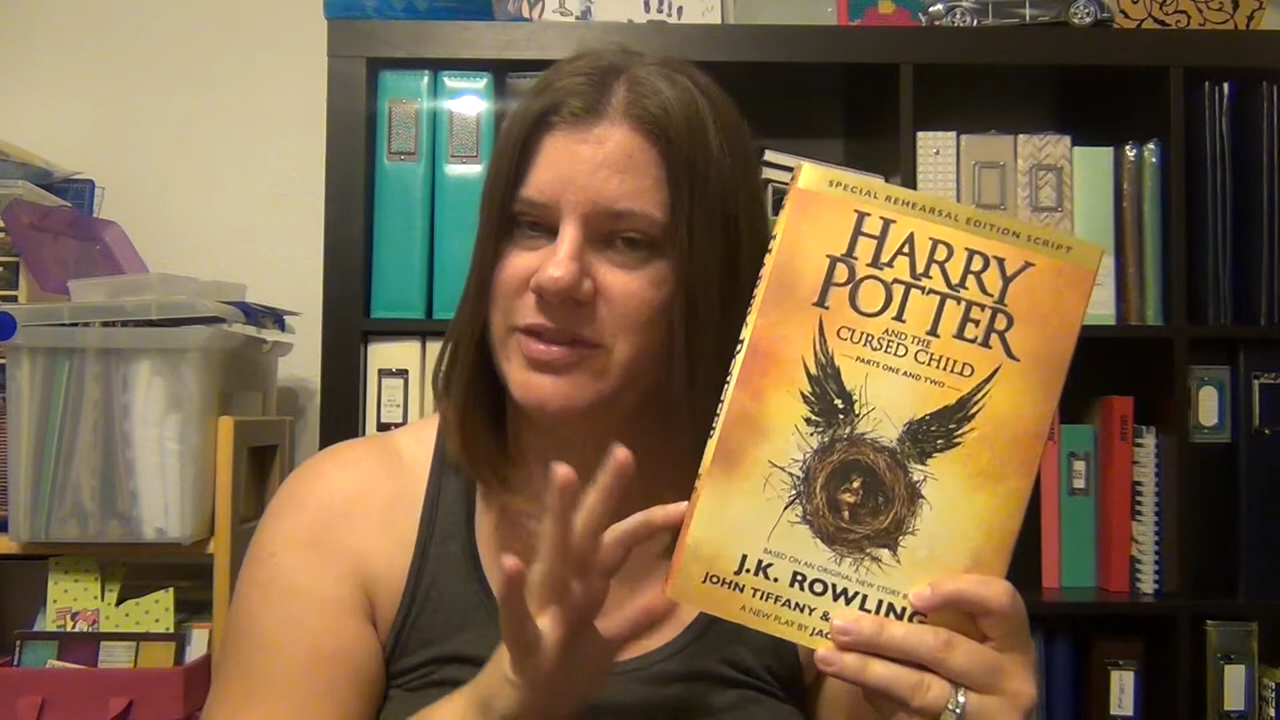 SPECIAL REHEARSAL EDITION SCRIPT
HARRY
POTTER
AND THE
CURSED CHILD
PARTS ONE AND TWO
BASED ON AN ORIGINAL NEW STORY
J.K. ROWLING
JOHN TIFFANY &
A NEW PLAY BY